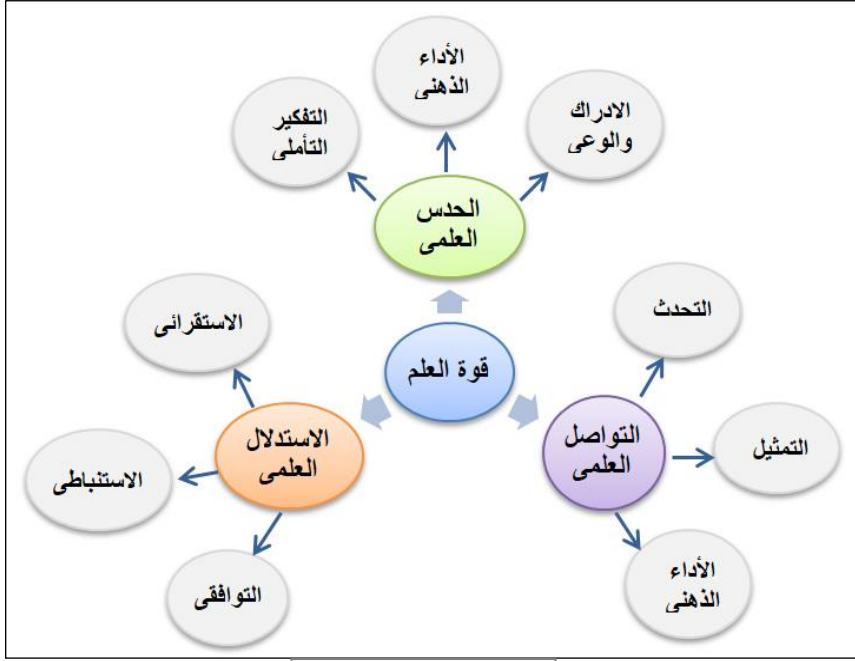 الأداء
الذهنى
الادراك
والوعى
التفكير
التأملى
الحدس
العلمى
التحدث
الاستقرائى
قوة العلم
التواصل
العلمى
الاستدلال
العلمى
التمثيل
الاستنباطى
الأداء
الذهنى
التوافقى